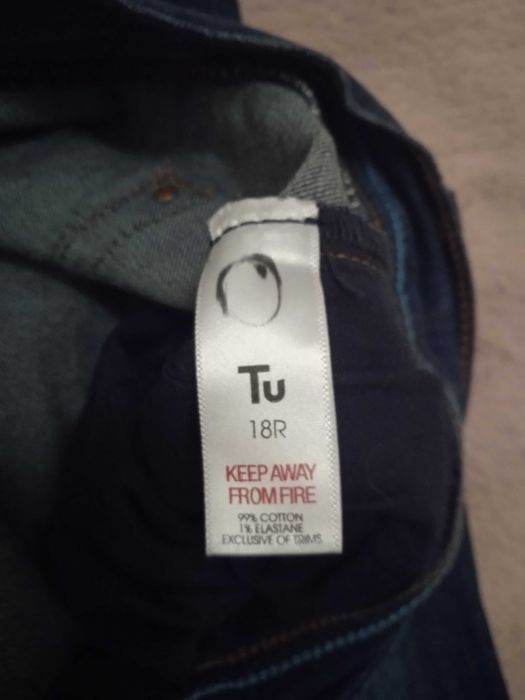 Tu
18R
KEEP AWAY
FROM FIRE
99% COTTON
1% ELASTANE
EXCLUSIVE OF TRIMS